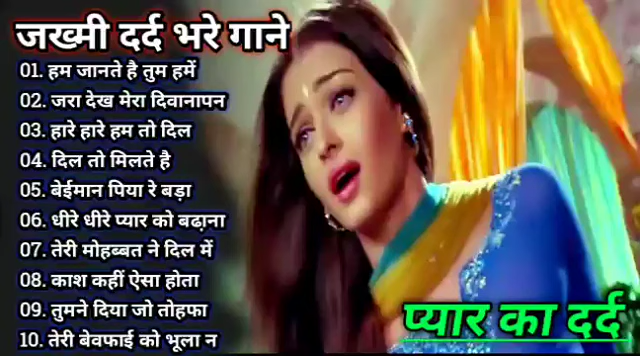 जख्मी दर्द भरे गाने
01. हम जानते है तुम हमें
02. जरा देख मेरा दिवानापन
03. हारे हारे हम तो दिल
04. दिल तो मिलते है
05. बेईमान पिया रे बड़ा
06. धीरे धीरे प्यार को बढ़ाना
07. तेरी मोहब्बत ने दिल में
08. काश कहीं ऐसा होता
09. तुमने दिया जो तोहफा
10. तेरी बेवफाई को भूला न
प्यार का दर्द